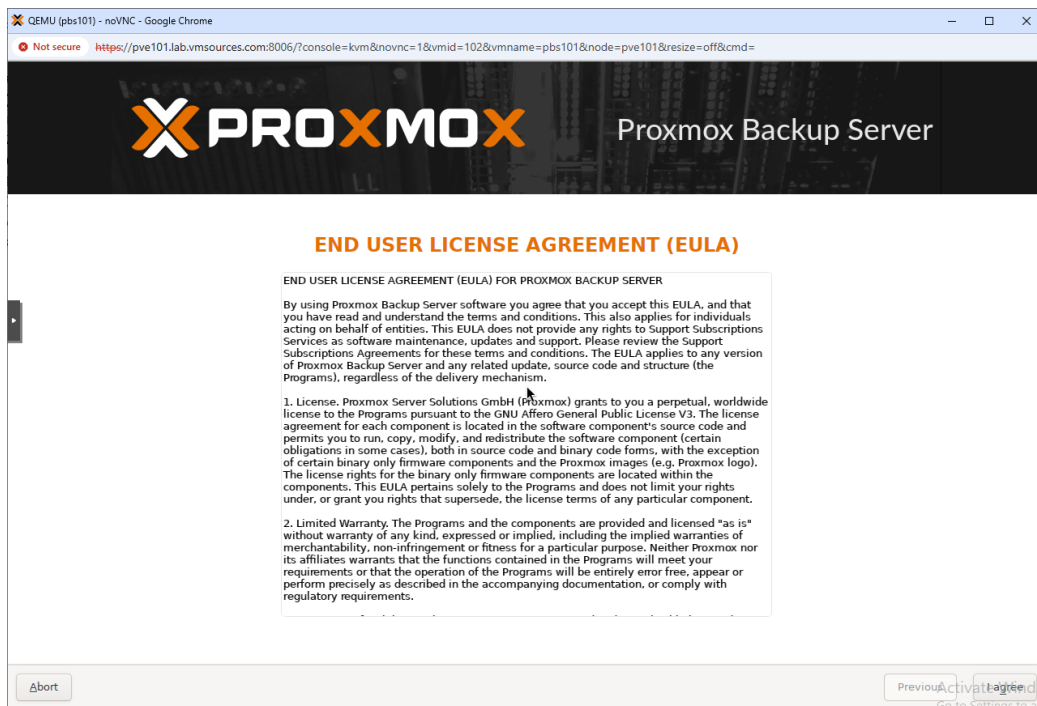 QEMU (pbs101) - noVNC - Google Chrome
Not secure https://pve101.lab.vmsources.com:8006/?console=kvm&novnc=1&vmid=102&vmname=pbs101&node=pve101&resize=off&cmd=
PROXMOX Proxmox Backup Server
END USER LICENSE AGREEMENT (EULA)
END USER LICENSE AGREEMENT (EULA) FOR PROXMOX BACKUP SERVER
By using Proxmox Backup Server software you agree that you accept this EULA, and that
you have read and understand the terms and conditions. This also applies for individuals
acting on behalf of entities. This EULA does not provide any rights to Support Subscriptions
Services as software maintenance, updates and support. Please review the Support
Subscriptions Agreements for these terms and conditions. The EULA applies to any version
of Proxmox Backup Server and any related update, source code and structure (the
Programs), regardless of the delivery mechanism.
1. License. Proxmox Server Solutions GmbH (Proxmox) grants to you a perpetual, worldwide
license to the Programs pursuant to the GNU Affero General Public License V3. The license
agreement for each component is located in the software component's source code and
permits you to run, copy, modify, and redistribute the software component (certain
obligations in some cases), both in source code and binary code forms, with the exception
of certain binary only firmware components and the Proxmox images (e.g. Proxmox logo).
The license rights for the binary only firmware components are located within the
components. This EULA pertains solely to the Programs and does not limit your rights
under, or grant you rights that supersede, the license terms of any particular component.
2. Limited Warranty. The Programs and the components are provided and licensed "as is"
without warranty of any kind, expressed or implied, including the implied warranties of
merchantability, non-infringement or fitness for a particular purpose. Neither Proxmox nor
its affiliates warrants that the functions contained in the Programs will meet your
requirements or that the operation of the Programs will be entirely error free, appear or
perform precisely as described in the accompanying documentation, or comply with
regulatory requirements.
Abort Previous I agree
Activate Wind
Go to Settings to a